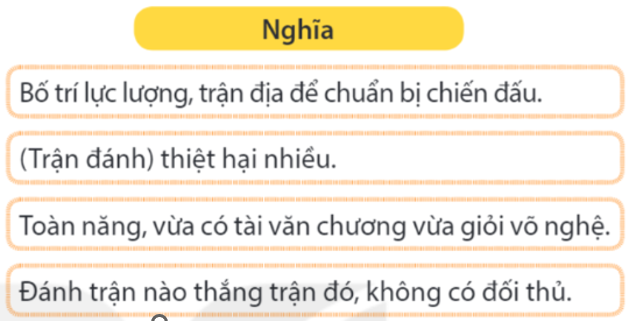 Nghĩa
Bố trí lực lượng, trận địa để chuẩn bị chiến đấu.
(Trận đánh) thiệt hại nhiều.
Toàn năng, vừa có tài văn chương vừa giỏi võ nghệ.
Đánh trận nào thắng trận đó, không có đối thủ.